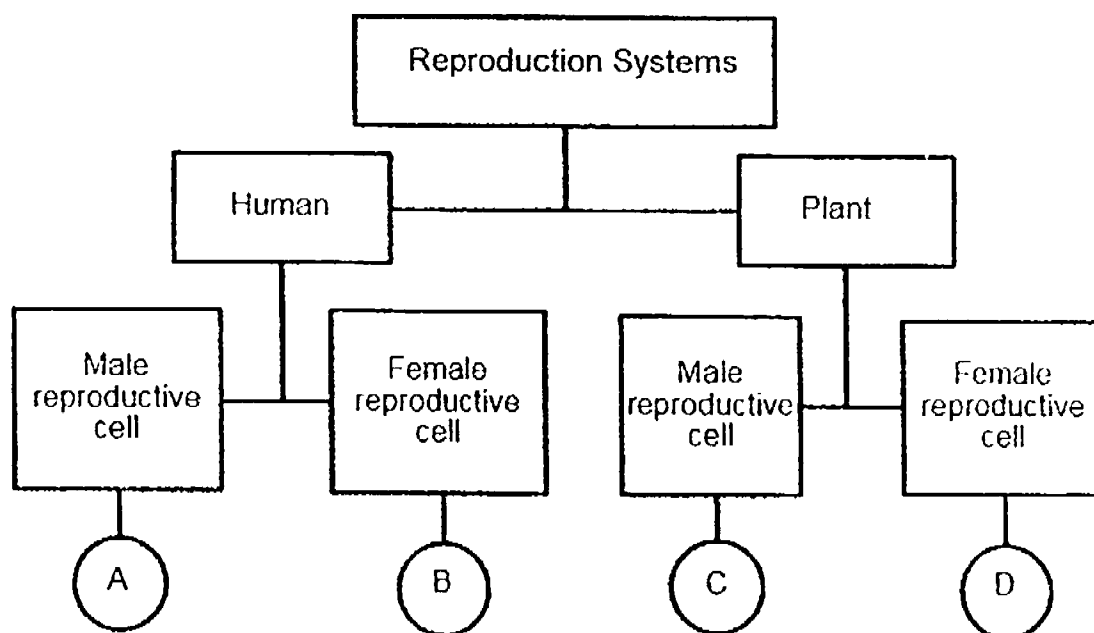 Reproduction Systems
Human
Plant
Male
reproductive
cell
Female
reproductive
cell
Male
reproductive
cell
Female
reproductive
cell
A
B
C
D